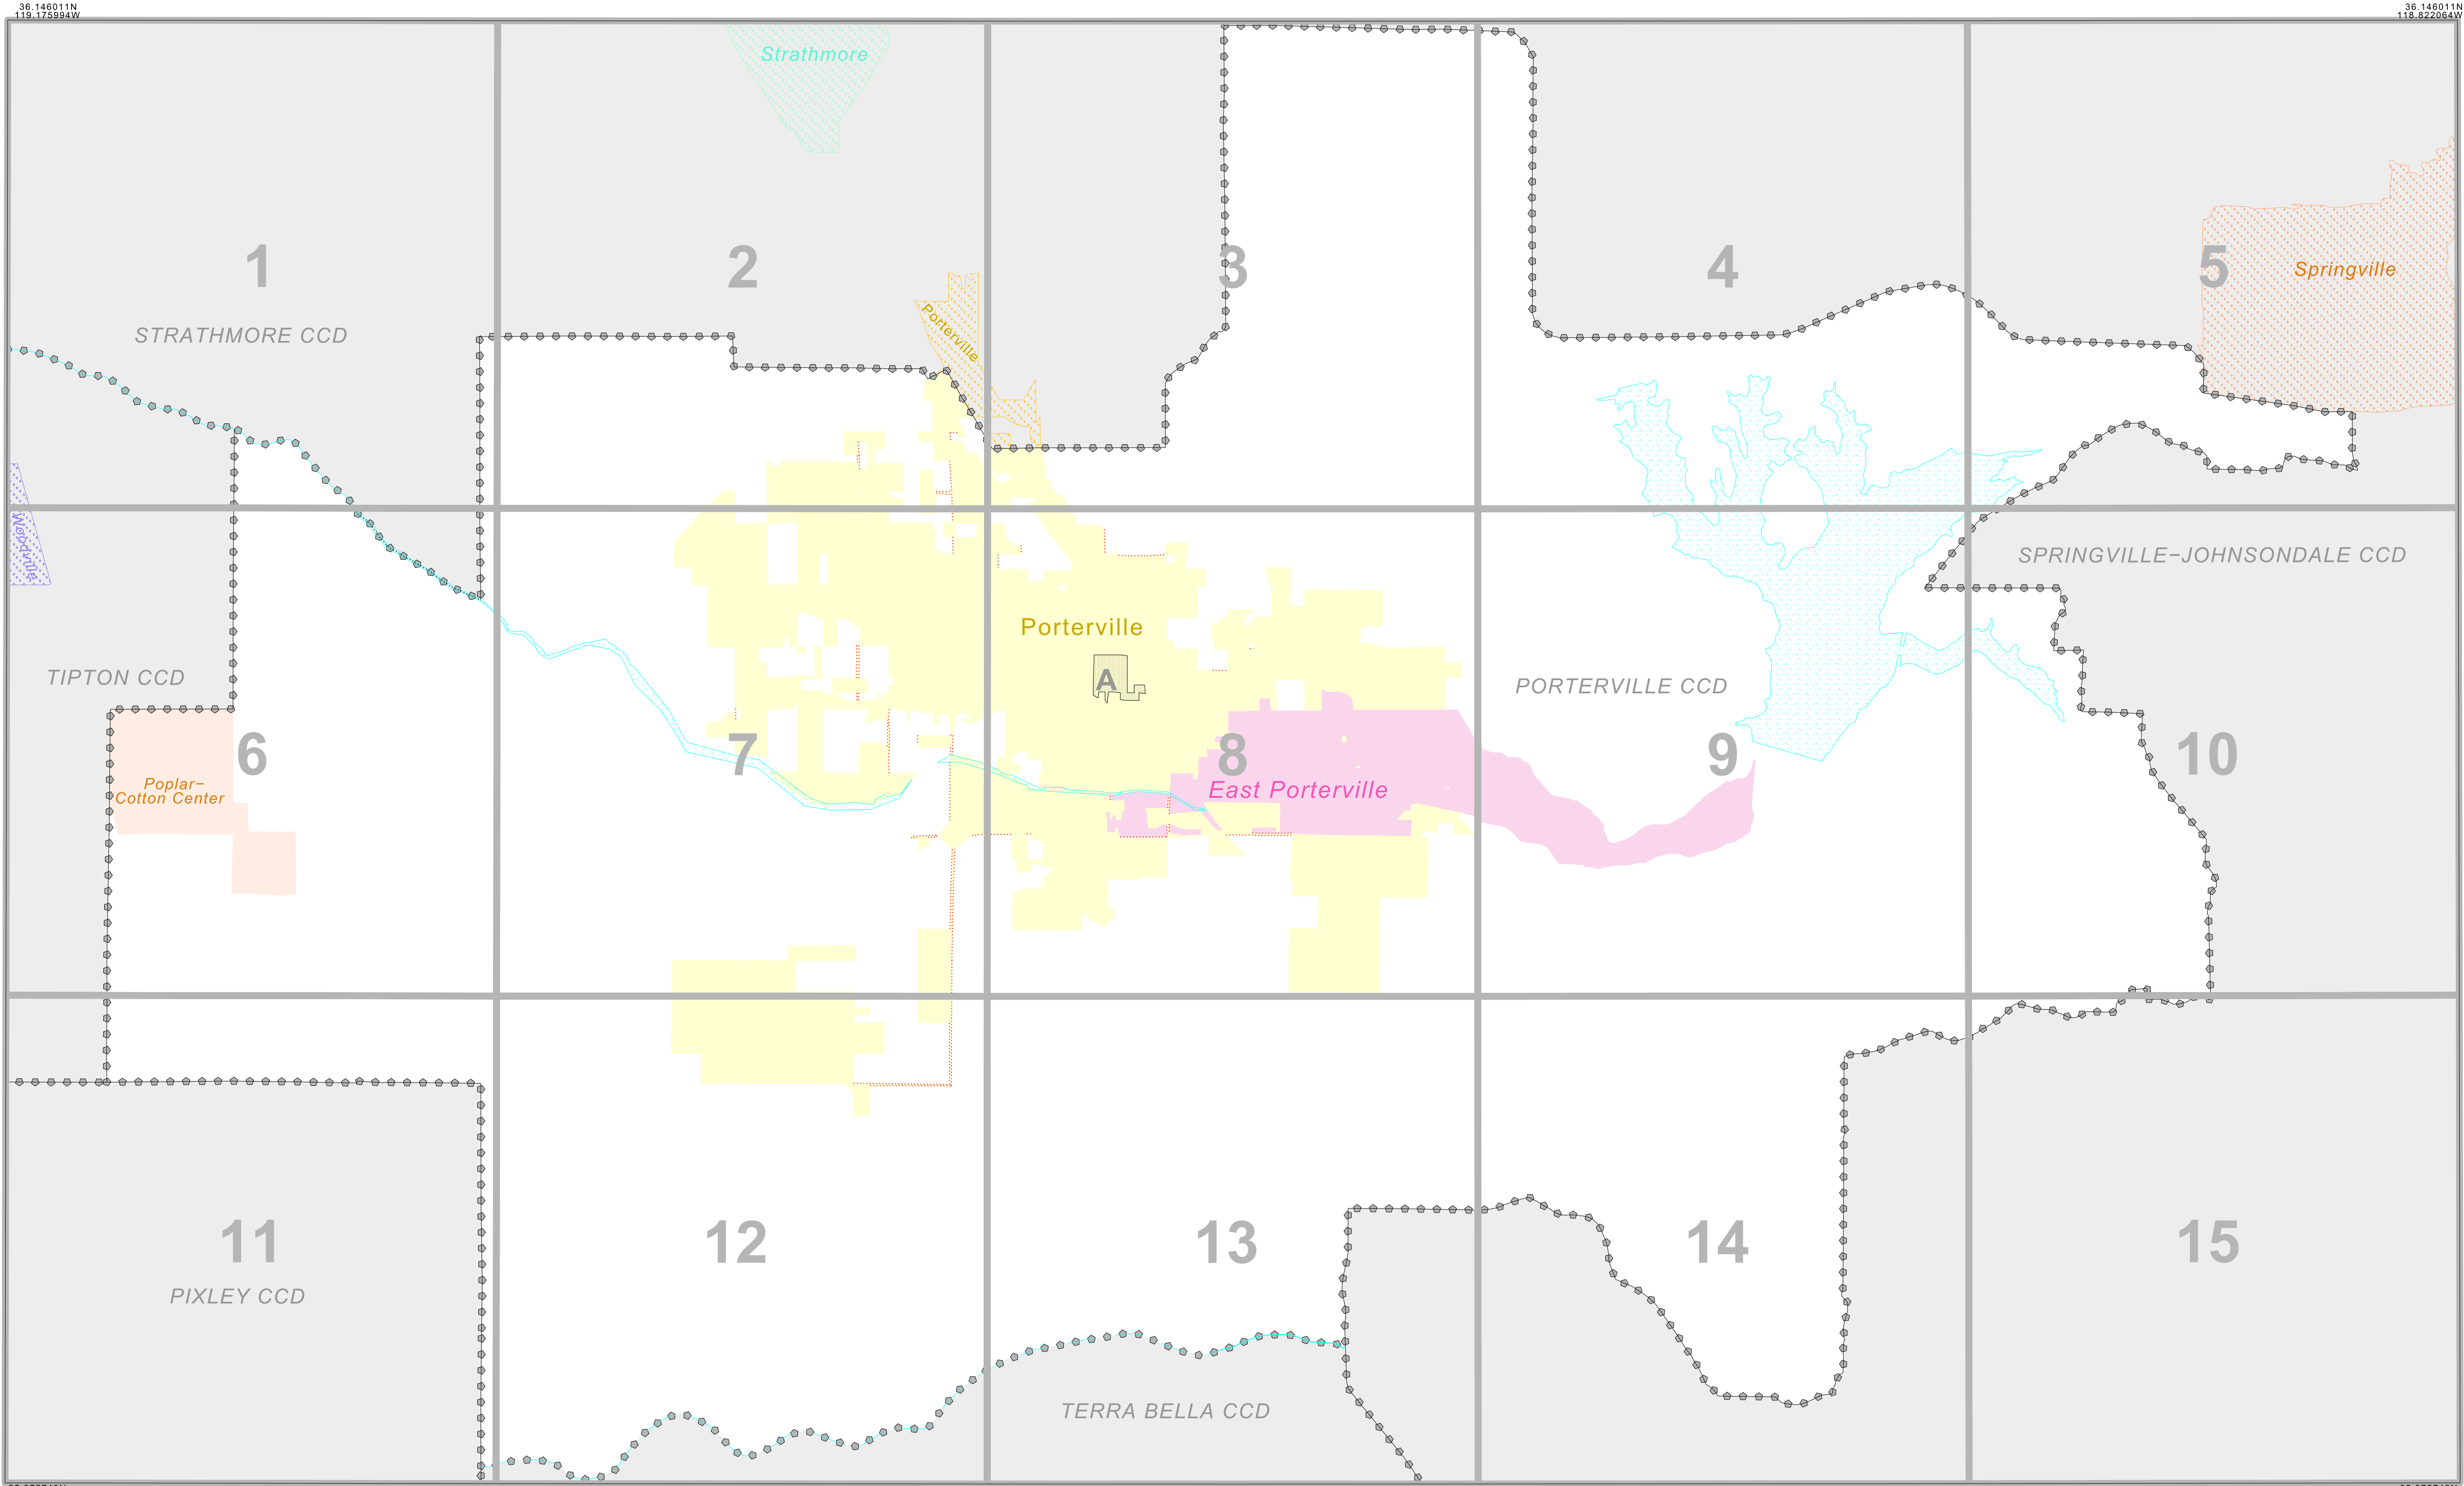 36.146011N
119.175994W
36.146011N
118.822064W
Strathmore
1
2
3
4
5
Springville
Porterville
STRATHMORE CCD
Woodville
SPRINGVILLE-JOHNSONDALE CCD
Porterville
TIPTON CCD
A
PORTERVILLE CCD
6
7
8
9
10
Poplar-
Cotton Center
East Porterville
11
12
13
14
15
PIXLEY CCD
TERRA BELLA CCD